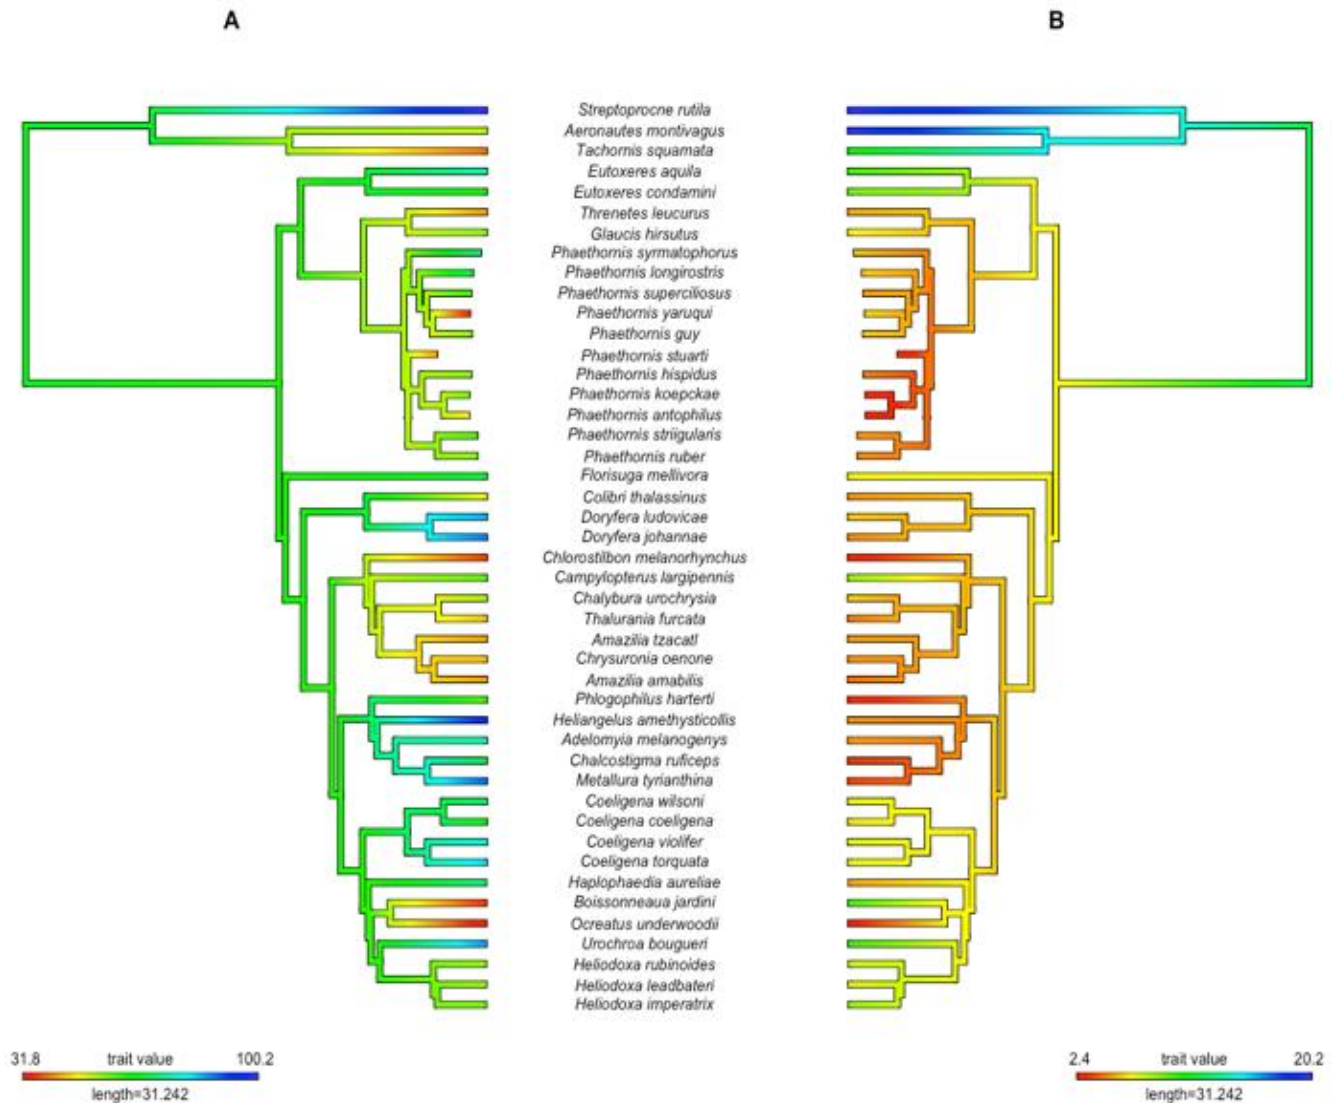 A B
Streptoprocne rutila
Aeronautes montivagus
Tachornis squamata
Eutoxeres aquila
Eutoxeres condamini
Threnetes leucurus
Glaucis hirsutus
Phaethornis syrmatophorus
Phaethornis longirostris
Phaethornis superciliosus
Phaethornis yaruqui
Phaethornis guy
Phaethornis stuarti
Phaethornis hispidus
Phaethornis koepckae
Phaethornis antophilus
Phaethornis striigularis
Phaethornis ruber
Florisuga mellivora
Colibri thalassinus
Doryfera ludovicae
Doryfera johannae
Chlorostilbon melanorhynchus
Campylopterus largipennis
Chalybura urochrysia
Thalurania furcata
Amazilia tzacatl
Chrysuronia oenone
Amazilia amabilis
Phlogophilus harterti
Heliangelus amethysticollis
Adelomyia melanogenys
Chalcostigma ruficeps
Metallura tyrianthina
Coeligena wilsoni
Coeligena coeligena
Coeligena violifer
Coeligena torquata
Haplophaedia aureliae
Boissonneaua jardini
Ocreatus underwoodii
Urochroa bougueri
Heliodoxa rubinoides
Heliodoxa leadbateri
Heliodoxa imperatrix
31.8 trait value 100.2
length=31.242
2.4 trait value 20.2
length=31.242